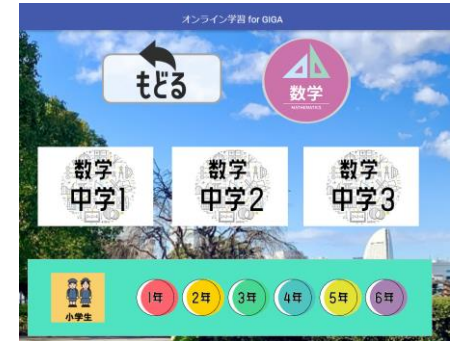 オンライン学習 for GIGA
もどる
数学
MATHEMATICS
数学
中学1
数学
中学2
数学
中学3
小学生
1年
2年
3年
4年
5年
6年